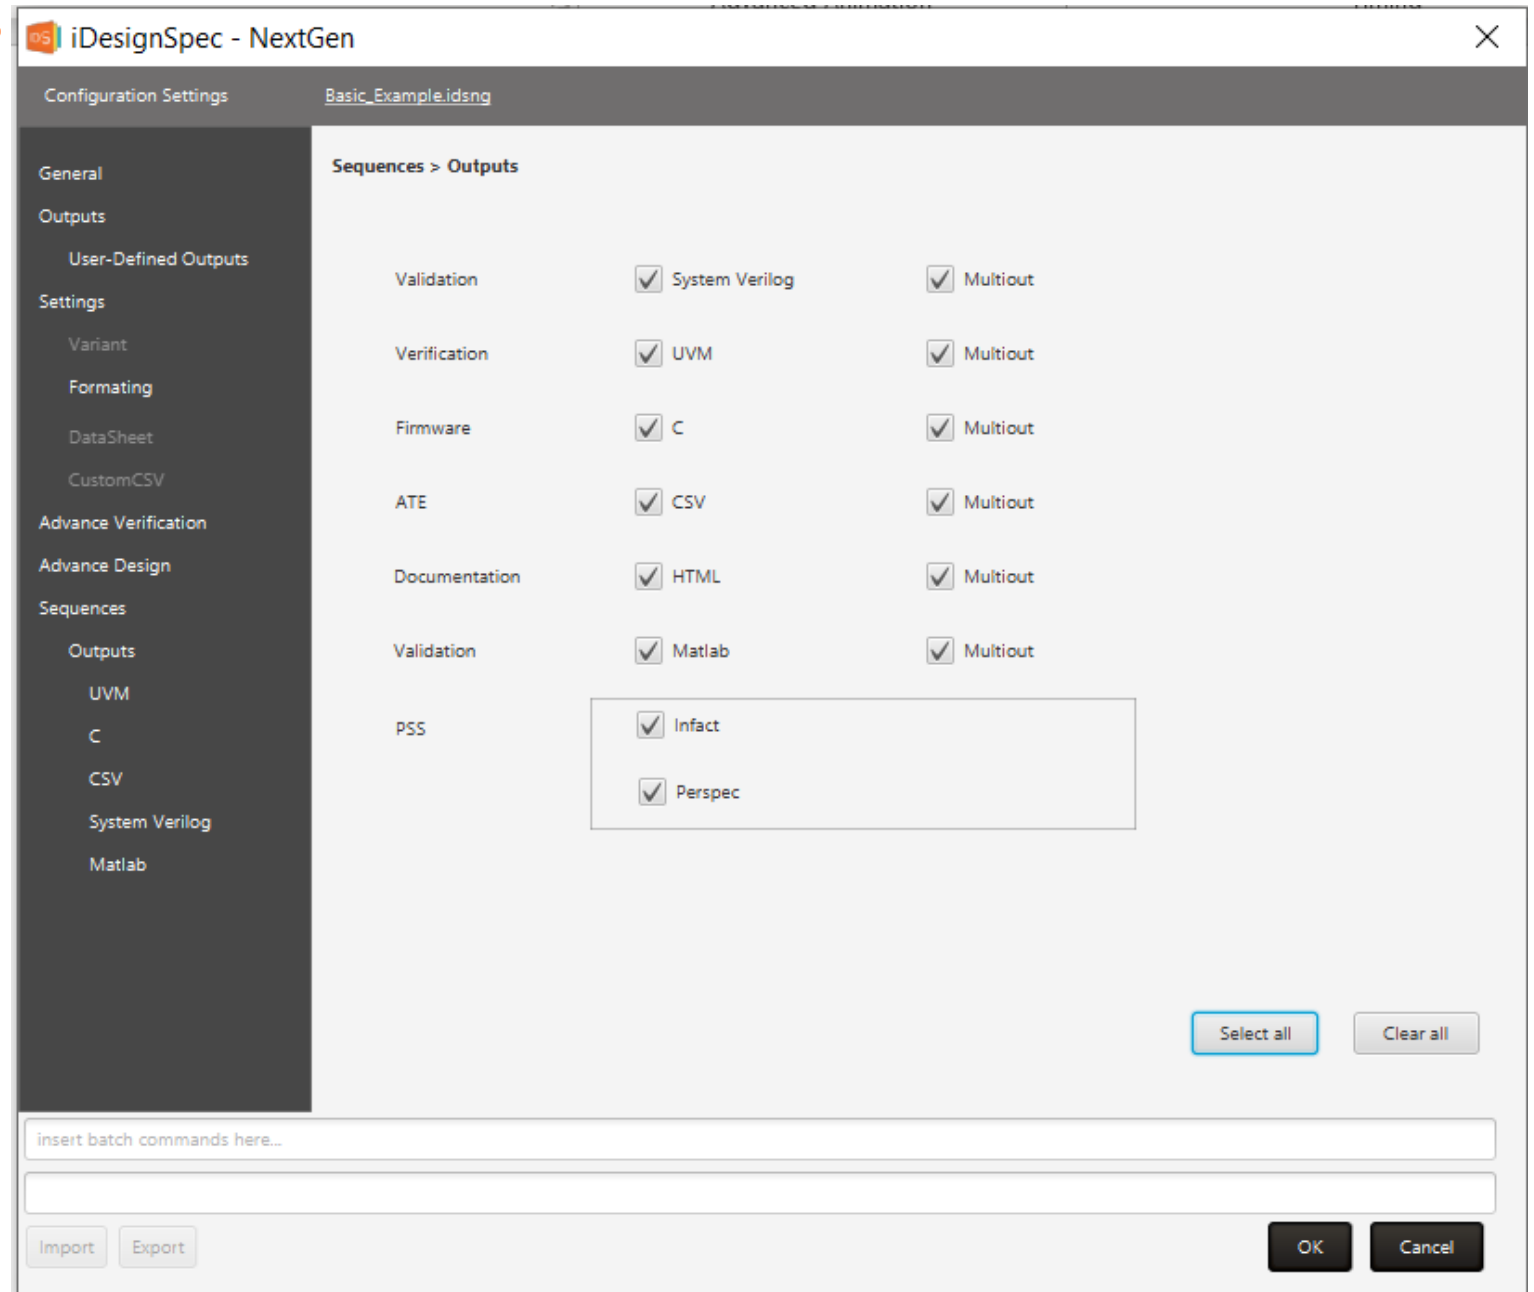 iDesignSpec - NextGen
Configuration Settings
Basic_Example.idsng
General
Outputs
User-Defined Outputs
Settings
Variant
Formating
DataSheet
CustomCSV
Advance Verification
Advance Design
Sequences
Outputs
UVM
C
CSV
System Verilog
Matlab
Sequences > Outputs
Validation System Verilog Multiout
Verification UVM Multiout
Firmware C Multiout
ATE CSV Multiout
Documentation HTML Multiout
Validation Matlab Multiout
PSS Infact
Perspec
Select all Clear all
insert batch commands here...
Import Export OK Cancel